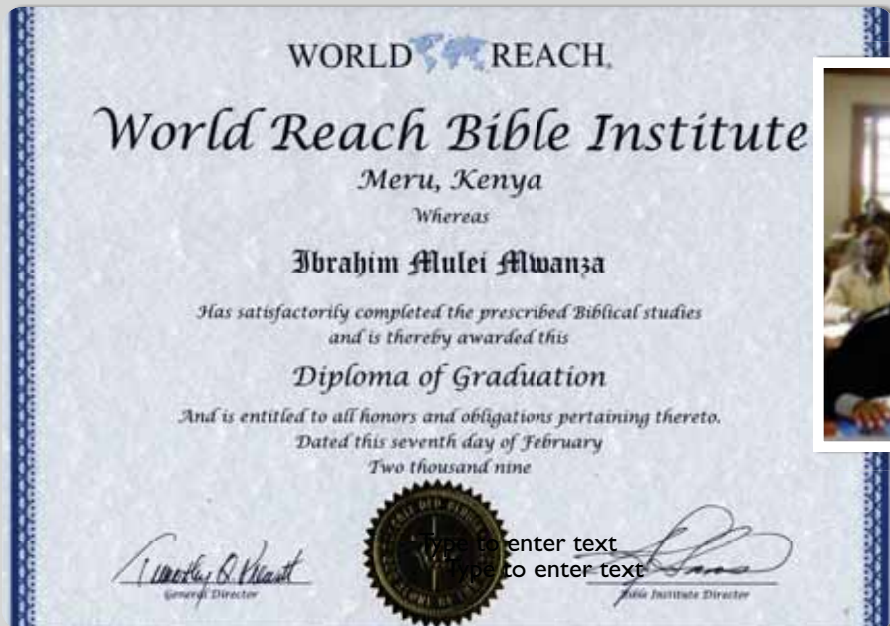 WORLD REACH
World Reach Bible Institute
Meru, Kenya
Whereas
Ibrahim Mulei Mwanza
Has satisfactorily completed the prescribed Biblical studies
and is thereby awarded this
Diploma of Graduation
And is entitled to all honors and obligations pertaining thereto.
Dated this seventh day of February
Two thousand nine
Type to enter text
Type to enter text
General Director
Bible Institute Director